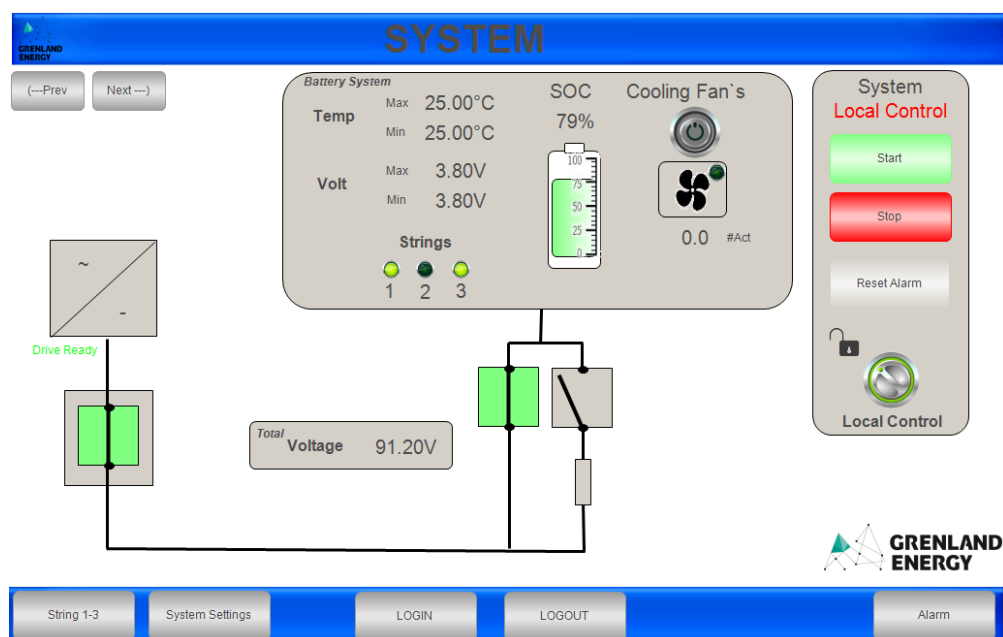 GRENLAND
ENERGY
SYSTEM
(---Prev
Next ---)
Battery System
Temp
Max 25.00°C
Min 25.00°C
Volt
Max 3.80V
Min 3.80V
Strings
1 2 3
SOC
79%
100
75
50
25
0
Cooling Fan`s
0.0 #Act
System
Local Control
Start
Stop
Reset Alarm
Local Control
~
-
Drive Ready
Total
Voltage 91.20V
GRENLAND
ENERGY
String 1-3
System Settings
LOGIN
LOGOUT
Alarm